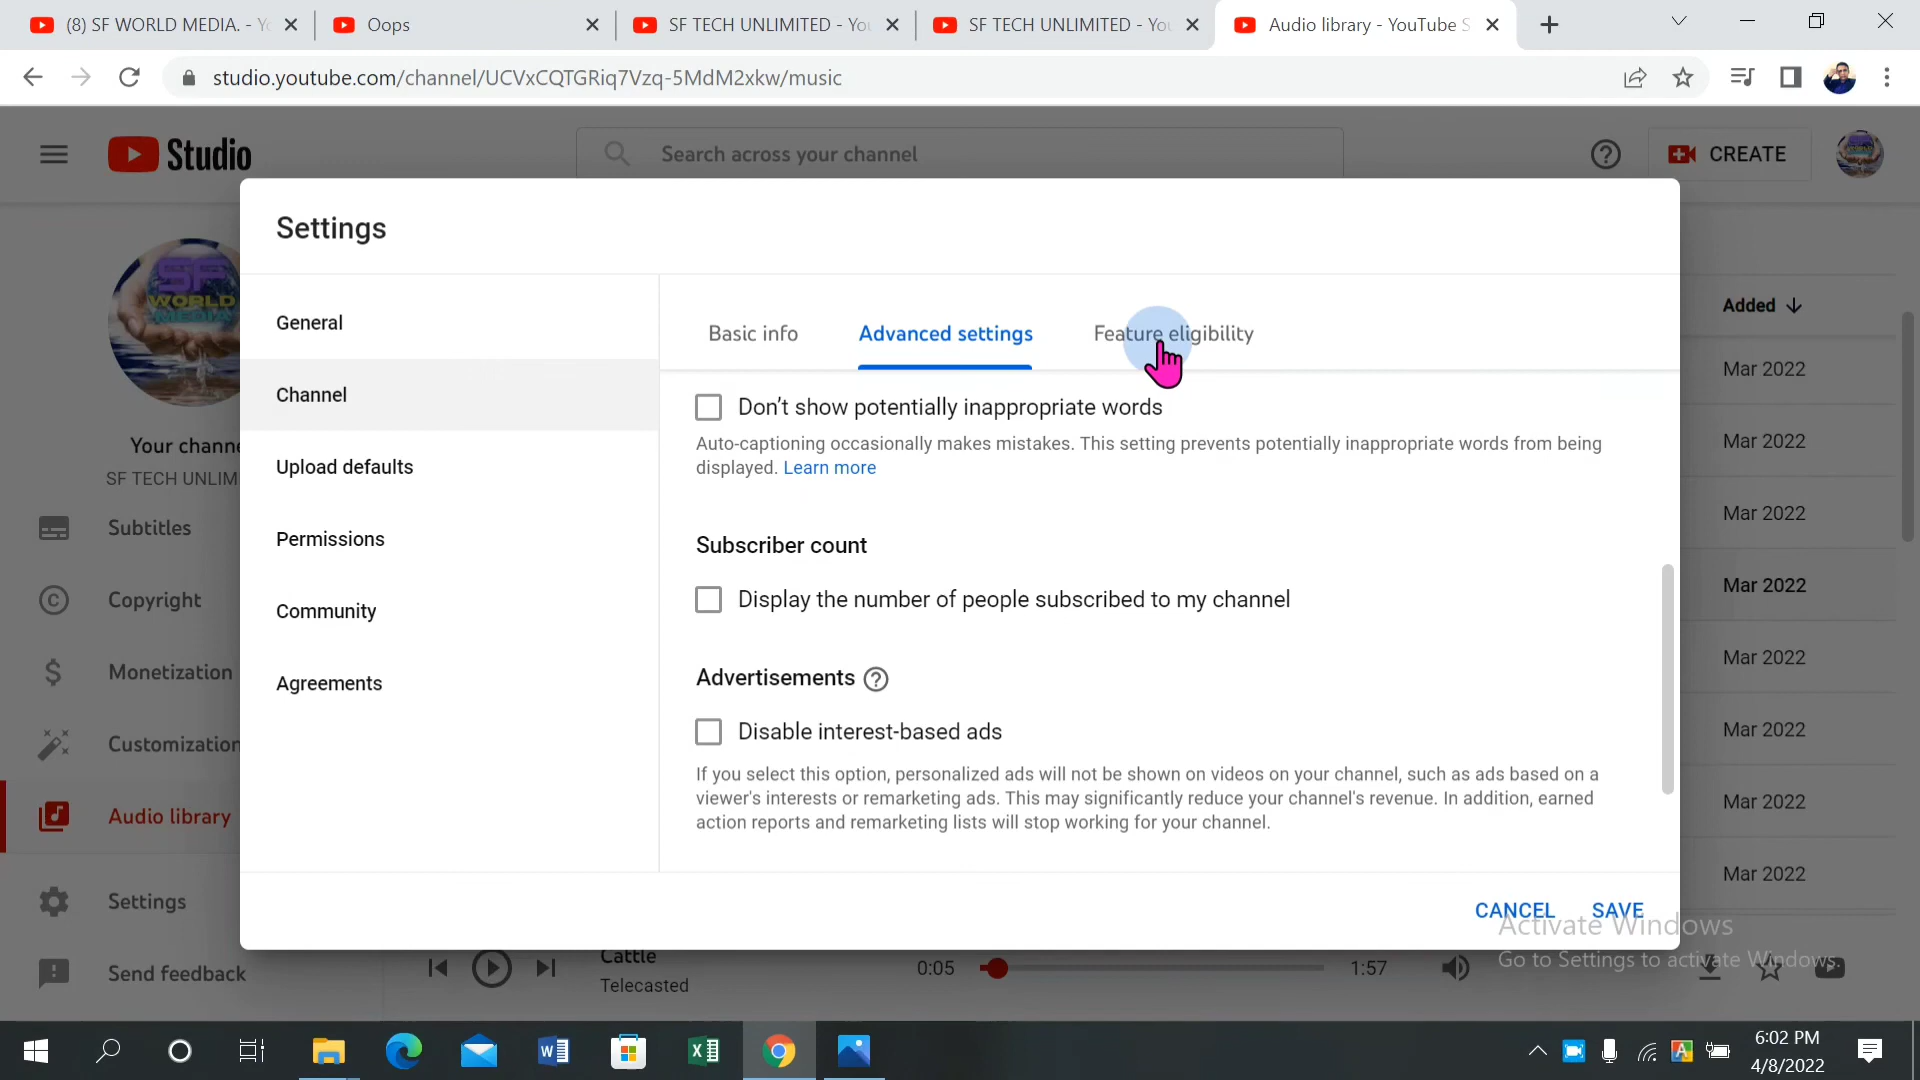 (8) SF WORLD MEDIA. - Yo
Oops
SF TECH UNLIMITED - You
SF TECH UNLIMITED - You
Audio library - YouTube S
studio.youtube.com/channel/UCVxCQTGRiq7Vzq-5MdM2xkw/music
Studio
Search across your channel
CREATE
Settings
SF
WORLD
MEDIA
Your channe
SF TECH UNLIM
Subtitles
Copyright
Monetization
Customization
Audio library
Settings
Send feedback
General
Channel
Upload defaults
Permissions
Community
Agreements
Basic info
Advanced settings
Feature eligibility
Don't show potentially inappropriate words
Auto-captioning occasionally makes mistakes. This setting prevents potentially inappropriate words from being
displayed. Learn more
Subscriber count
Display the number of people subscribed to my channel
Advertisements
Disable interest-based ads
If you select this option, personalized ads will not be shown on videos on your channel, such as ads based on a
viewer's interests or remarketing ads. This may significantly reduce your channel's revenue. In addition, earned
action reports and remarketing lists will stop working for your channel.
CANCEL SAVE
Added
Mar 2022
Mar 2022
Mar 2022
Mar 2022
Mar 2022
Mar 2022
Mar 2022
Mar 2022
Activate Windows
Go to Settings to activate Windows.
Cattle
Telecasted
0:05
1:57
6:02 PM
4/8/2022